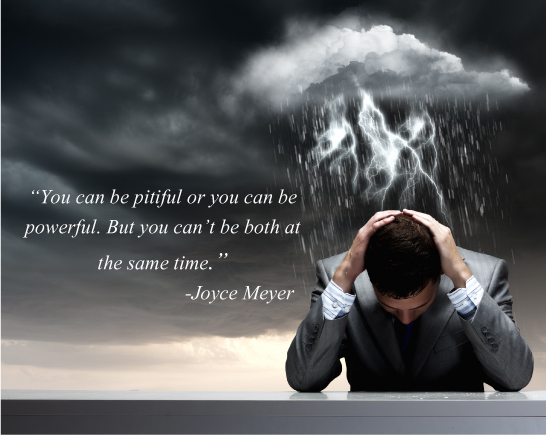 “You can be pitiful or you can be
powerful. But you can’t be both at
the same time.”
-Joyce Meyer